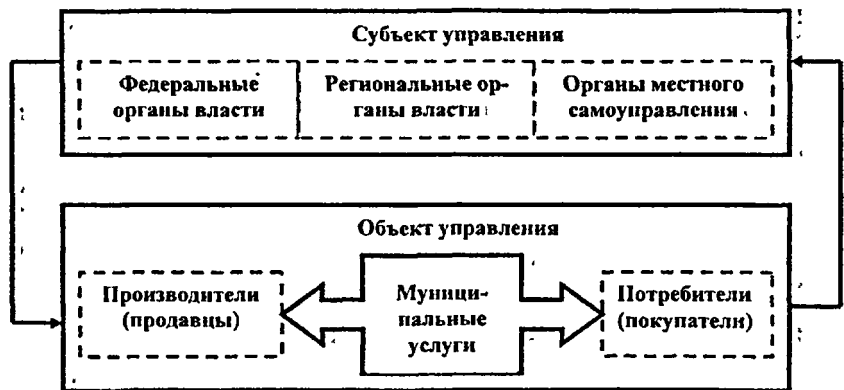 Субъект управления
Федеральные
органы власти
Региональные ор-
ганы власти
Органы местного
самоуправления
Объект управления
Производители
(продавцы)
Муници-
пальные
услуги
Потребители
(покупатели)